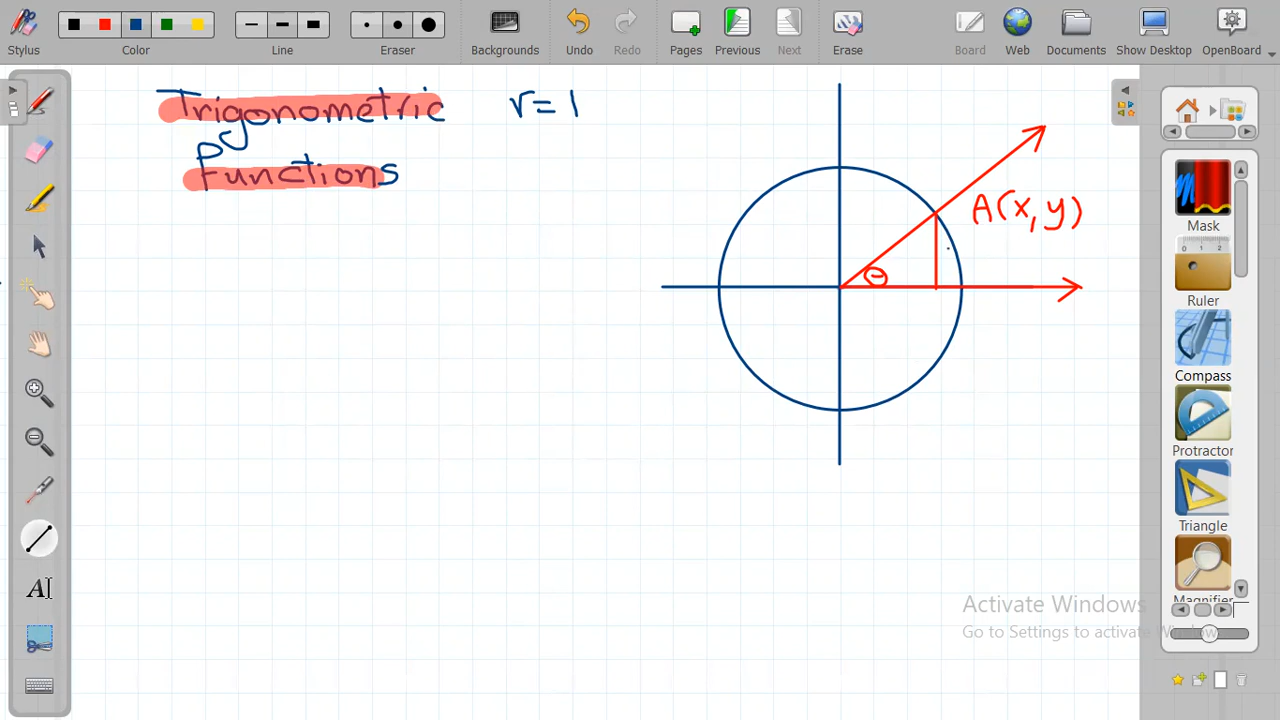 Stylus
Color
Line
Eraser
Backgrounds
Undo
Redo
Pages
Previous
Next
Erase
Board
Web
Documents
Show Desktop
OpenBoard
Trigonometric
Functions
r = 1
A(x, y)
θ
Mask
Ruler
Compass
Protractor
Triangle
Magnifier
Activate Windows
Go to Settings to activate Windows.